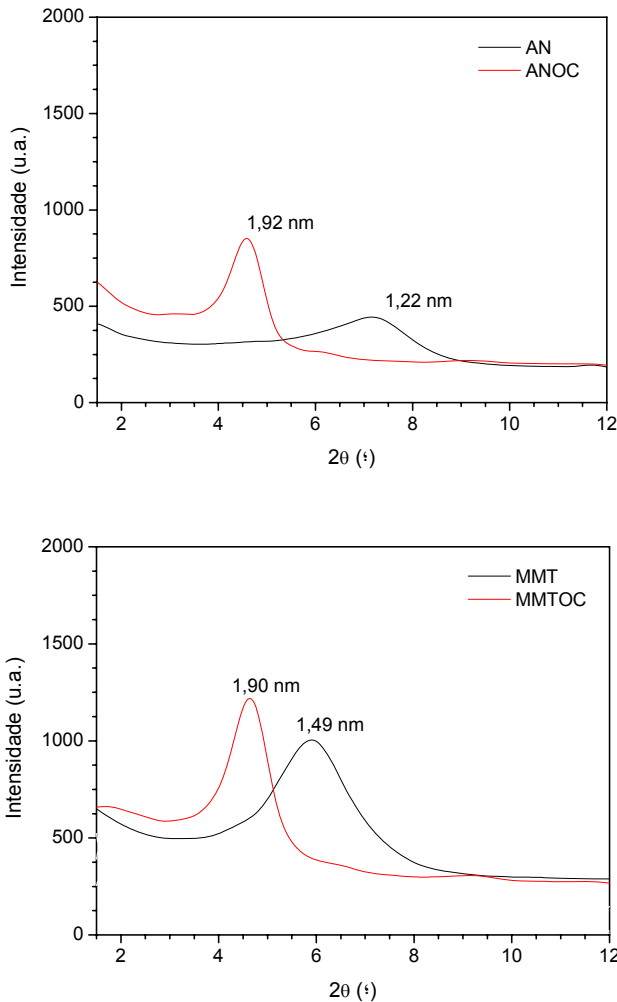 2000
AN
ANOC
1500
Intensidade (u.a.)
1000
1,92 nm
500
1,22 nm
0
2 4 6 8 10 12
2θ (؛)
2000
MMT
MMTOC
1500
Intensidade (u.a.)
1,90 nm
1,49 nm
1000
500
0
2 4 6 8 10 12
2θ (؛)